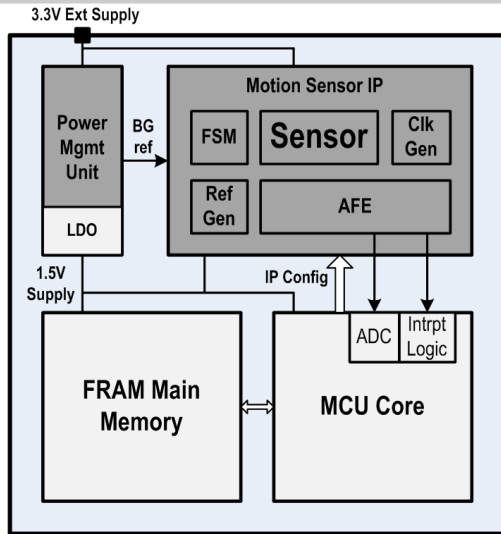 3.3V Ext Supply
Power
Mgmt
Unit
LDO
BG
ref
Motion Sensor IP
FSM
Sensor
Clk
Gen
Ref
Gen
AFE
1.5V
Supply
IP Config
ADC
Intrpt
Logic
FRAM Main
Memory
MCU Core